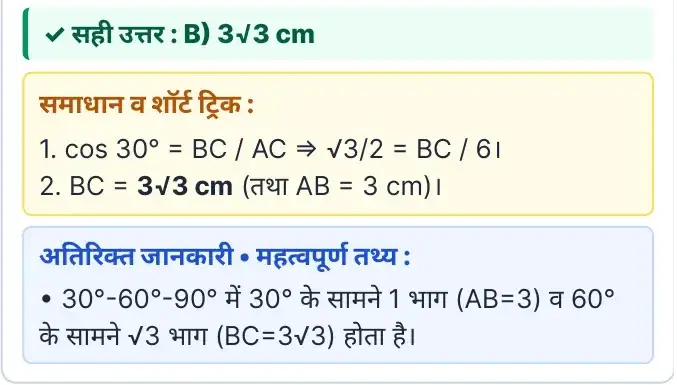 ✓ सही उत्तर : B) 3√3 cm
समाधान व शॉर्ट ट्रिक :
1. cos 30° = BC / AC ⇒ √3/2 = BC / 6।
2. BC = 3√3 cm (तथा AB = 3 cm)।
अतिरिक्त जानकारी • महत्वपूर्ण तथ्य :
• 30°-60°-90° में 30° के सामने 1 भाग (AB=3) व 60°
के सामने √3 भाग (BC=3√3) होता है।